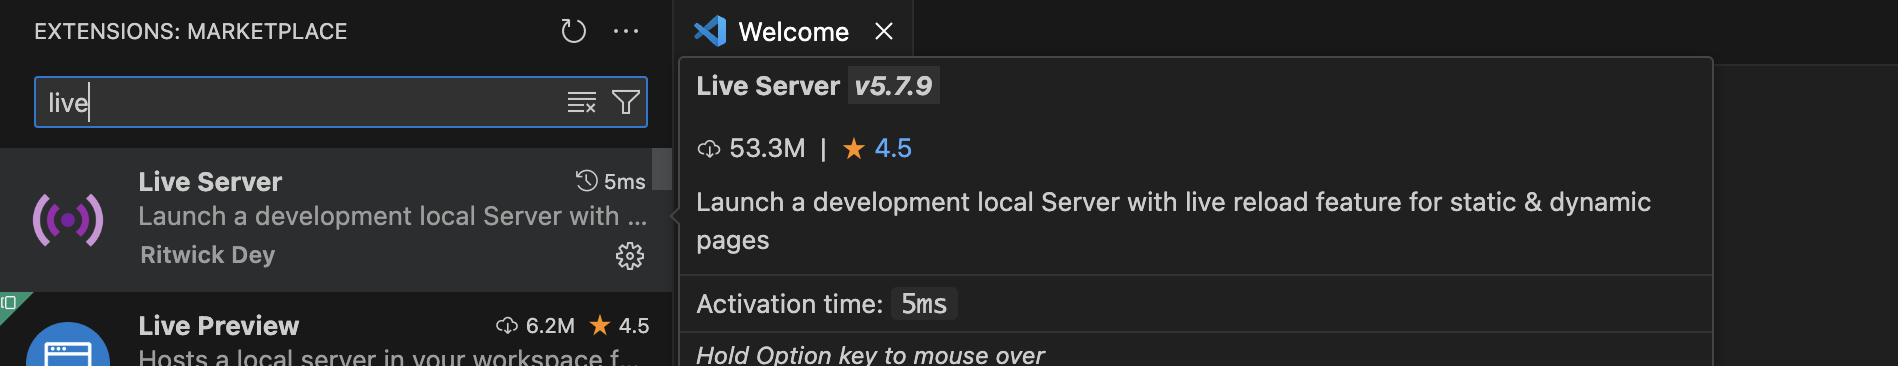 EXTENSIONS: MARKETPLACE
live
Live Server 5ms
Launch a development local Server with ...
Ritwick Dey
Live Preview 6.2M 4.5
Hosts a local server in your workspace f...
Welcome
Live Server v5.7.9
53.3M | 4.5
Launch a development local Server with live reload feature for static & dynamic
pages
Activation time: 5ms
Hold Option key to mouse over